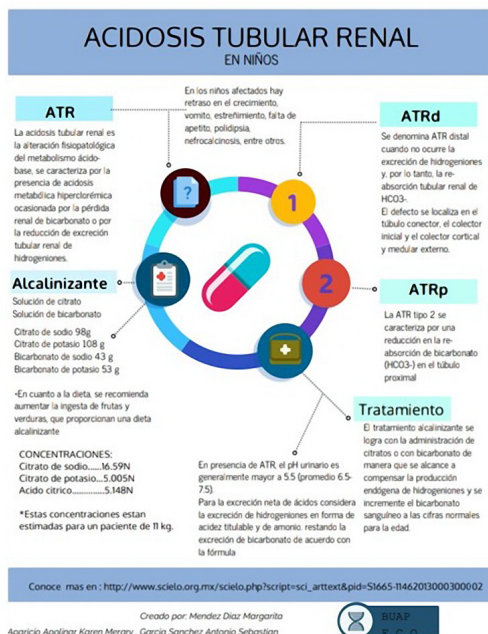 ACIDOSIS TUBULAR RENAL
EN NIÑOS
En los niños afectados hay
retraso en el crecimiento,
vomito, estreñimiento, falta de
apetito, polidipsia,
nefrocalcinosis, entre otros.
ATR
La acidosis tubular renal es
la alteración fisiopatológica
del metabolismo ácido-
base, se caracteriza por la
presencia de acidosis
metabólica hiperclorémica
ocasionada por la pérdida
renal de bicarbonato o por
la reducción de excreción
tubular renal de
hidrogeniones.
?
1
ATRd
Se denomina ATR distal
cuando no ocurre la
excreción de hidrogeniones
y, por lo tanto, la re-
absorción tubular renal de
HCO3-.
El defecto se localiza en el
túbulo conector, el colector
inicial y el colector cortical
y medular externo.
Alcalinizante
Solución de citrato
Solución de bicarbonato
Citrato de sodio 98g
Citrato de potasio 108 g
Bicarbonato de sodio 43 g
Bicarbonato de potasio 53 g
2
ATRp
La ATR tipo 2 se
caracteriza por una
reducción en la re-
absorción de bicarbonato
(HCO3-) en el túbulo
proximal
-En cuanto a la dieta, se recomienda
aumentar la ingesta de frutas y
verduras, que proporcionan una dieta
alcalinizante
CONCENTRACIONES:
Citrato de sodio......16.59N
Citrato de potasio...5.005N
Acido citrico...............5.148N
*Estas concentraciones estan
estimadas para un paciente de 11 kg.
Tratamiento
El tratamiento alcalinizante se
logra con la administración de
citratos o con bicarbonato de
manera que se alcance a
compensar la producción
endógena de hidrogeniones y se
incremente el bicarbonato
sanguíneo a las cifras normales
para la edad.
En presencia de ATR, el pH urinario es
generalmente mayor a 5.5 (promedio 6.5-
7.5).
Para la excreción neta de ácidos considera
la excreción de hidrogeniones en forma de
acidez titulable y de amonio, restando la
excreción de bicarbonato de acuerdo con
la fórmula
Conoce mas en : http://www.scielo.org.mx/scielo.php?script=sci_arttext&pid=S1665-11462013000300002
Creado por: Mendez Diaz Margarita
Aparicio Apolinar Karen Merary , Garcia Sanchez Antonio Sebastian
BUAP